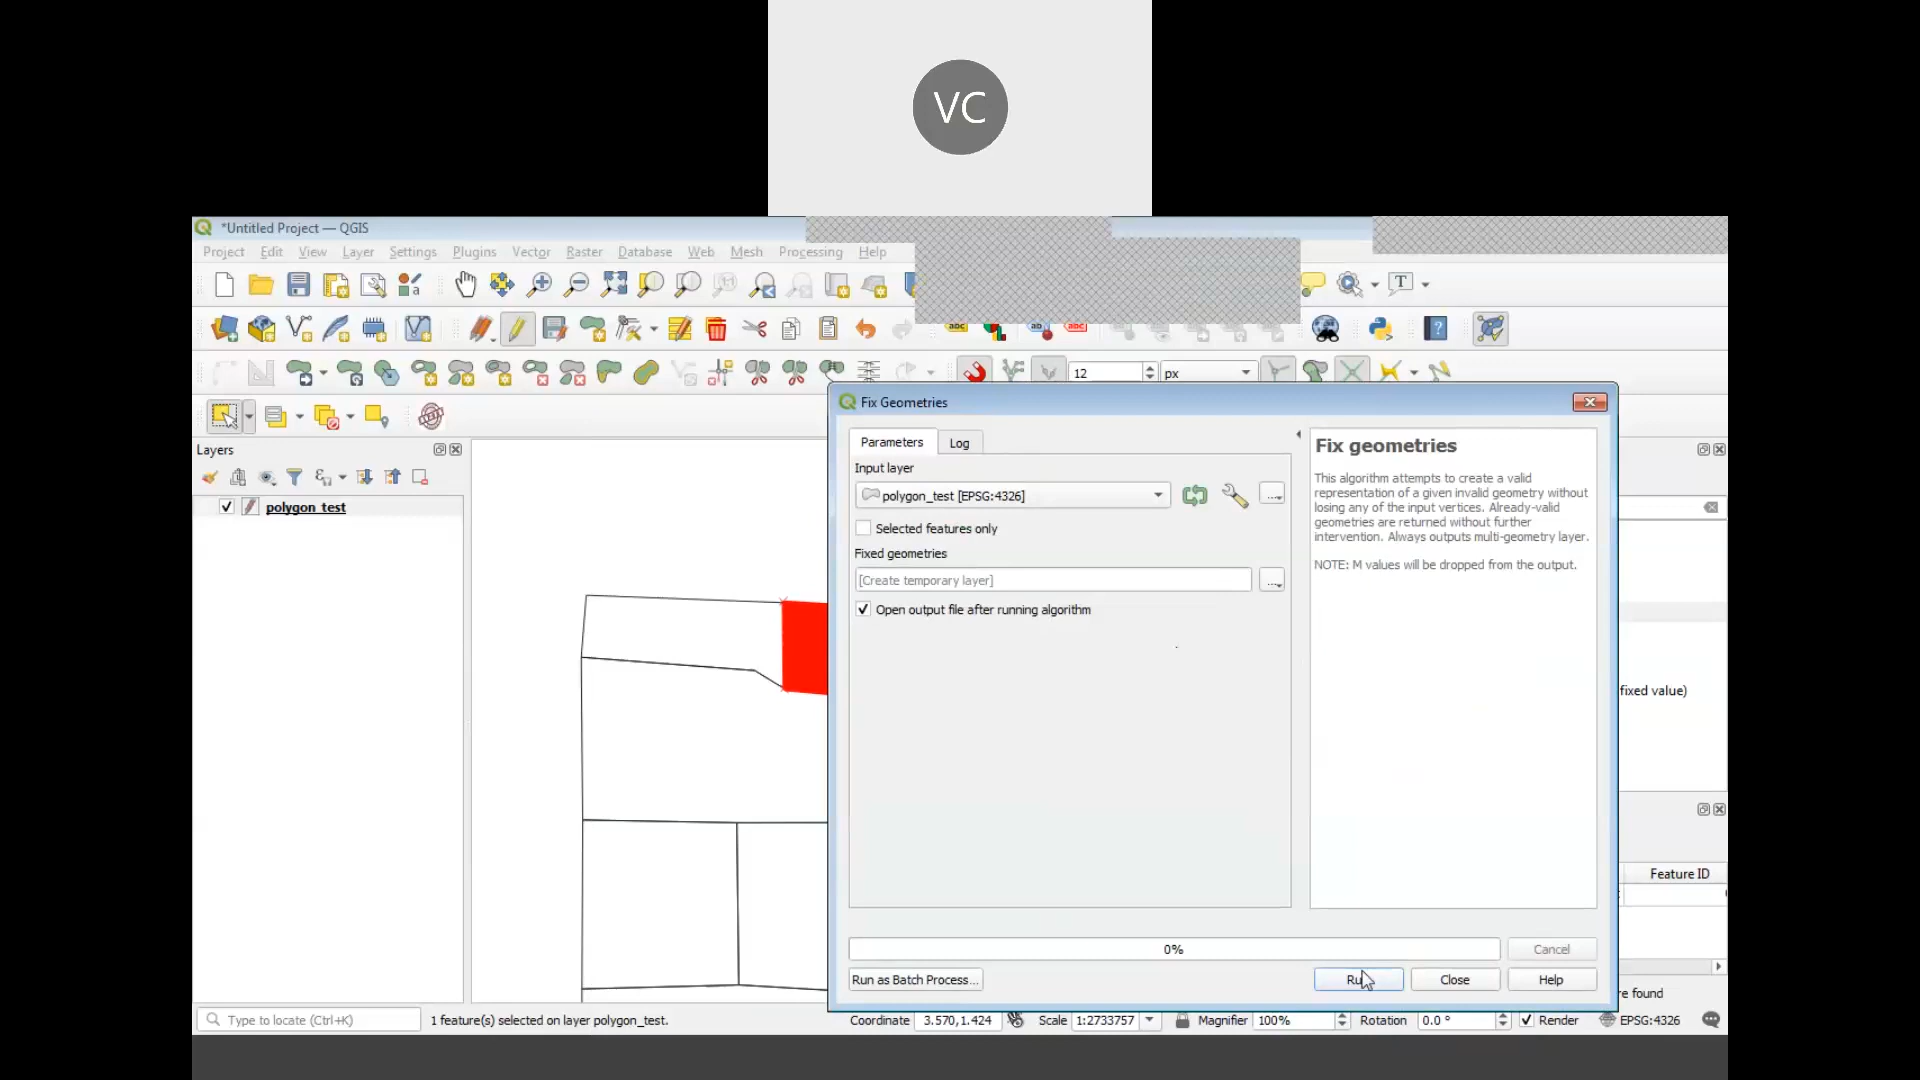 VC
*Untitled Project — QGIS
Project Edit View Layer Settings Plugins Vector Raster Database Web Mesh Processing Help
T
abc ab abc
?
12 px
Layers
polygon_test
Fix Geometries
Parameters Log
Input layer
polygon_test [EPSG:4326]
Selected features only
Fixed geometries
[Create temporary layer]
Open output file after running algorithm
Fix geometries
This algorithm attempts to create a valid
representation of a given invalid geometry without
losing any of the input vertices. Already-valid
geometries are returned without further
intervention. Always outputs multi-geometry layer.
NOTE: M values will be dropped from the output.
fixed value)
Feature ID
0% Cancel
Run as Batch Process... Close Help
re found
Type to locate (Ctrl+K) 1 feature(s) selected on layer polygon_test. Coordinate 3.570,1.424 Scale 1:2733757 Magnifier 100% Rotation 0.0 ° Render EPSG:4326